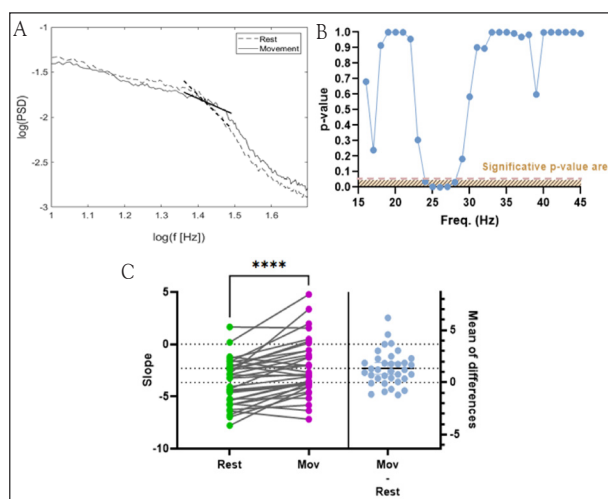 A
-1
-1.5
-2
-2.5
-3
log(PSD)
1
1.1
1.2
1.3
1.4
1.5
1.6
log(f [Hz])
Rest
Movement
B
1.0
0.9
0.8
0.7
0.6
0.5
0.4
0.3
0.2
0.1
0.0
p-value
Significative p-value are
15
20
25
30
35
40
45
Freq. (Hz)
C
****
5
0
-5
-10
Slope
Rest
Mov
5
0
-5
Mean of differences
Mov
-
Rest